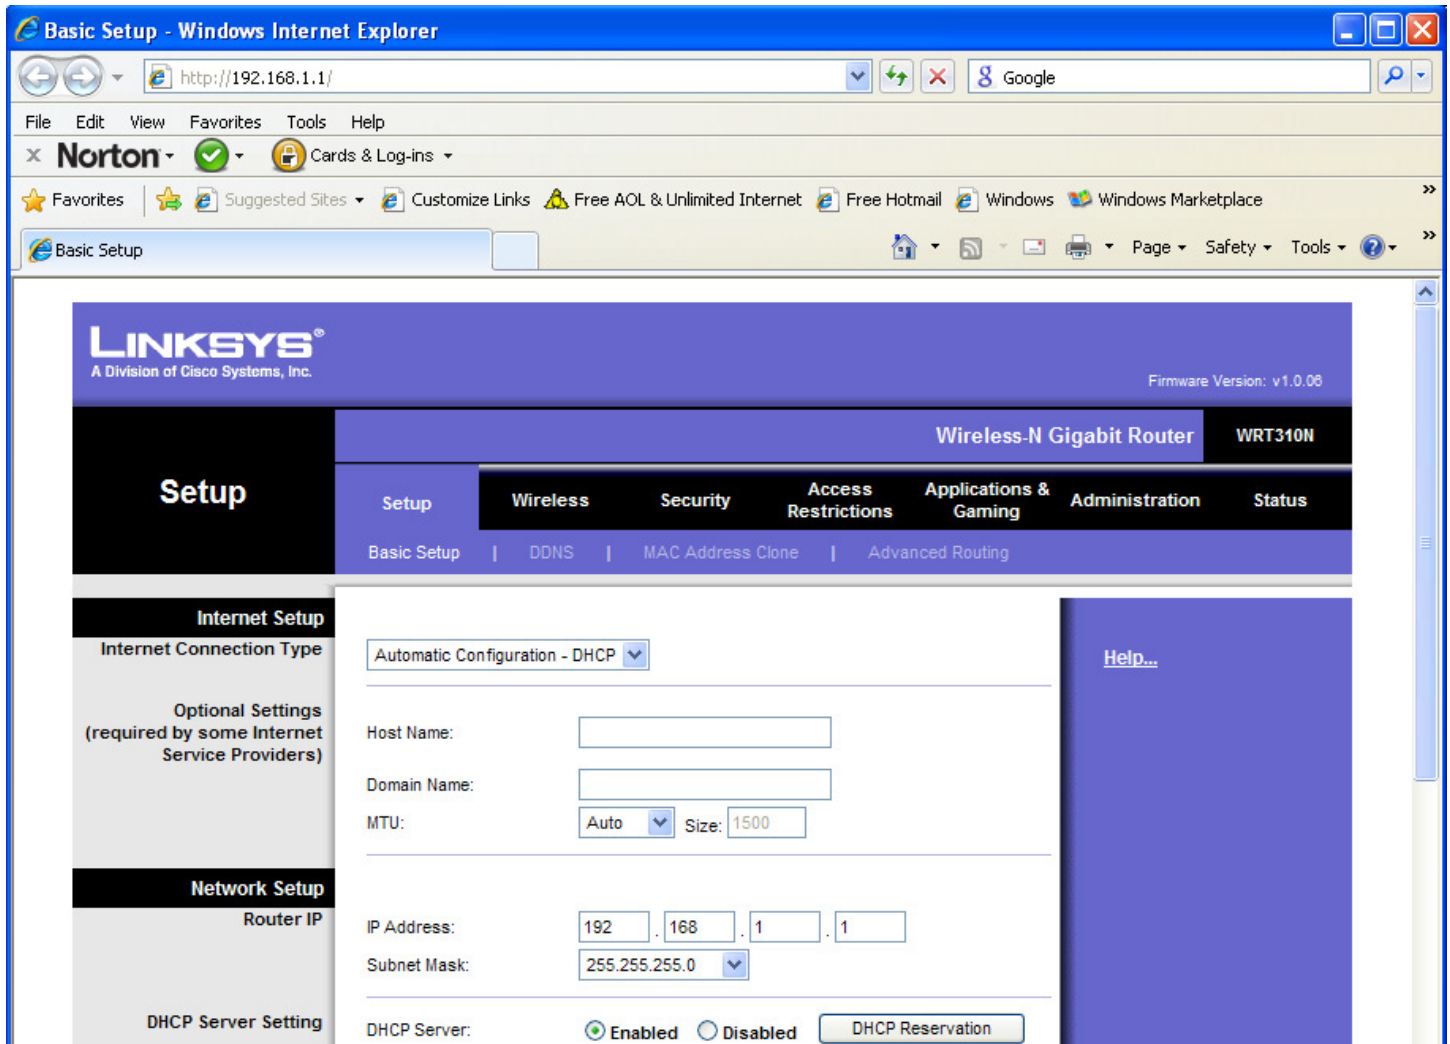 Basic Setup - Windows Internet Explorer
http://192.168.1.1/
Google
File Edit View Favorites Tools Help
Norton Cards & Log-ins
Favorites Suggested Sites Customize Links Free AOL & Unlimited Internet Free Hotmail Windows Windows Marketplace
Basic Setup Page Safety Tools
LINKSYS®
A Division of Cisco Systems, Inc.
Firmware Version: v1.0.06
Wireless-N Gigabit Router WRT310N
Setup
Setup Wireless Security Access Restrictions Applications & Gaming Administration Status
Basic Setup | DDNS | MAC Address Clone | Advanced Routing
Internet Setup
Internet Connection Type Automatic Configuration - DHCP
Help...
Optional Settings
(required by some Internet
Service Providers)
Host Name:
Domain Name:
MTU: Auto Size: 1500
Network Setup
Router IP
IP Address: 192 . 168 . 1 . 1
Subnet Mask: 255.255.255.0
DHCP Server Setting DHCP Server: Enabled Disabled DHCP Reservation